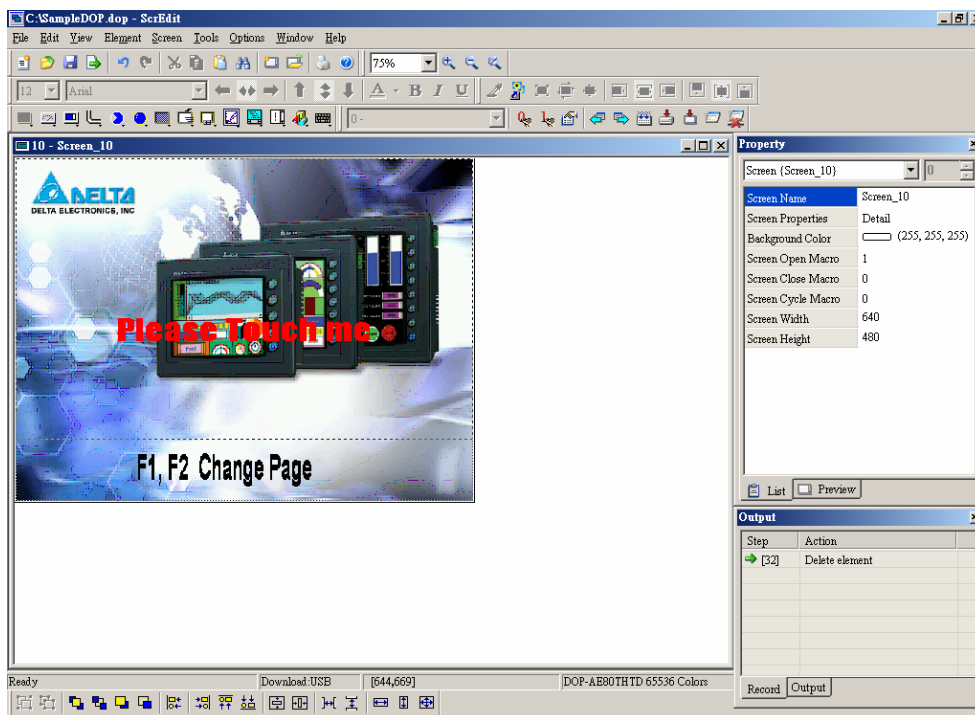 C:\SampleDOP.dop - ScrEdit
File Edit View Element Screen Tools Options Window Help
75%
12 Arial
A B I U
0 -
10 - Screen_10
DELTA
DELTA ELECTRONICS, INC
Please Touch me
F1, F2 Change Page
Property
Screen {Screen_10} 0
Screen Name Screen_10
Screen Properties Detail
Background Color (255, 255, 255)
Screen Open Macro 1
Screen Close Macro 0
Screen Cycle Macro 0
Screen Width 640
Screen Height 480
List Preview
Output
Step Action
[32] Delete element
Record Output
Ready Download:USB [644,669] DOP-AE80THTD 65536 Colors